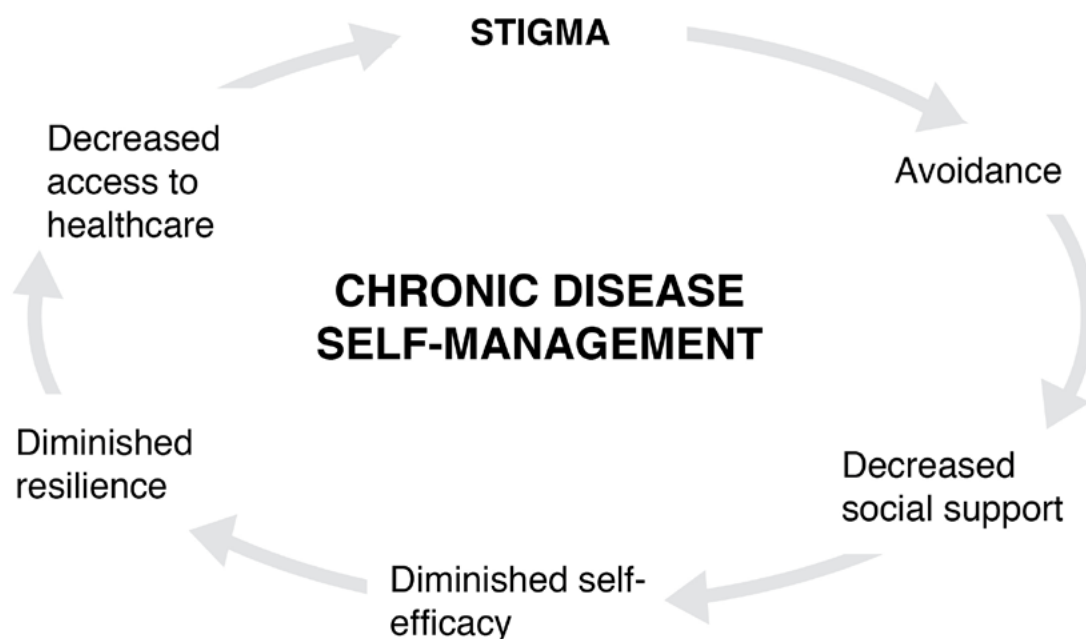 STIGMA
Avoidance
Decreased
social support
Diminished self-
efficacy
Diminished
resilience
Decreased
access to
healthcare
CHRONIC DISEASE
SELF-MANAGEMENT